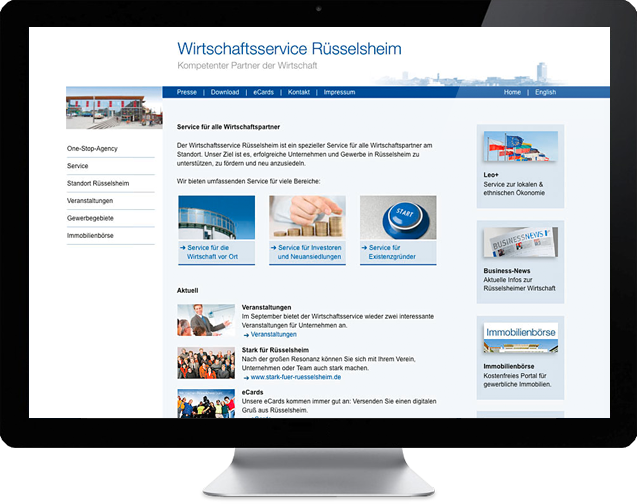 Wirtschaftsservice Rüsselsheim
Kompetenter Partner der Wirtschaft
Presse | Download | eCards | Kontakt | Impressum
Home | English
One-Stop-Agency
Service
Standort Rüsselsheim
Veranstaltungen
Gewerbegebiete
Immobilienbörse
Service für alle Wirtschaftspartner
Der Wirtschaftsservice Rüsselsheim ist ein spezieller Service für alle Wirtschaftspartner am
Standort. Unser Ziel ist es, erfolgreiche Unternehmen und Gewerbe in Rüsselsheim zu
unterstützen, zu fördern und neu anzusiedeln.
Wir bieten umfassenden Service für viele Bereiche:
Service für die
Wirtschaft vor Ort
Service für Investoren
und Neuansiedlungen
START
Service für
Existenzgründer
Aktuell
Veranstaltungen
Im September bietet der Wirtschaftsservice wieder zwei interessante
Veranstaltungen für Unternehmen an.
Veranstaltungen
Stark für Rüsselsheim
Nach der großen Resonanz können Sie sich mit Ihrem Verein,
Unternehmen oder Team auch stark machen.
www.stark-fuer-ruesselsheim.de
eCards
Unsere eCards kommen immer gut an: Versenden Sie einen digitalen
Gruß aus Rüsselsheim.
Leo+
Service zur lokalen &
ethnischen Ökonomie
BUSINESS NEWS
Business-News
Aktuelle Infos zur
Rüsselsheimer Wirtschaft
Immobilienbörse
Immobilienbörse
Kostenfreies Portal für
gewerbliche Immobilien.